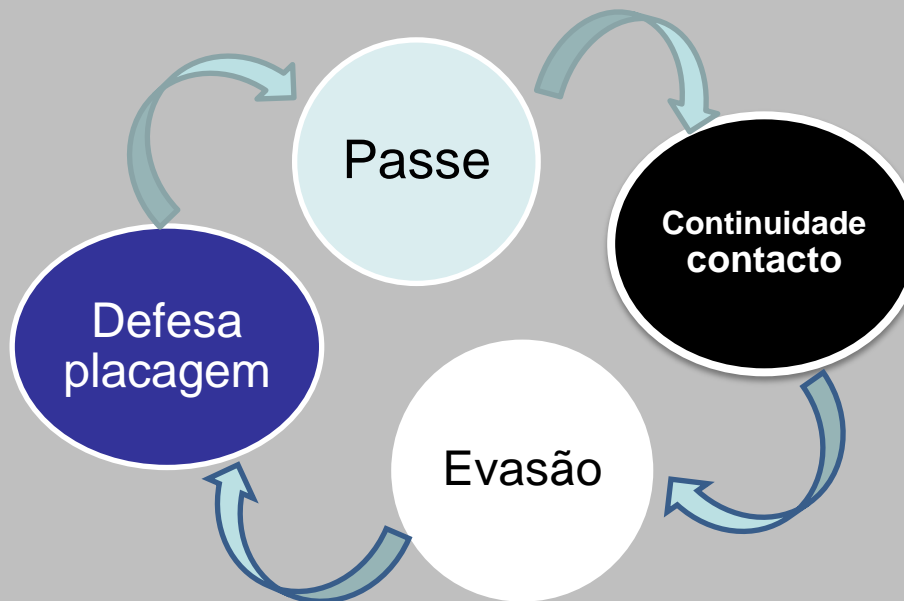 Passe
Continuidade
contacto
Defesa
placagem
Evasão